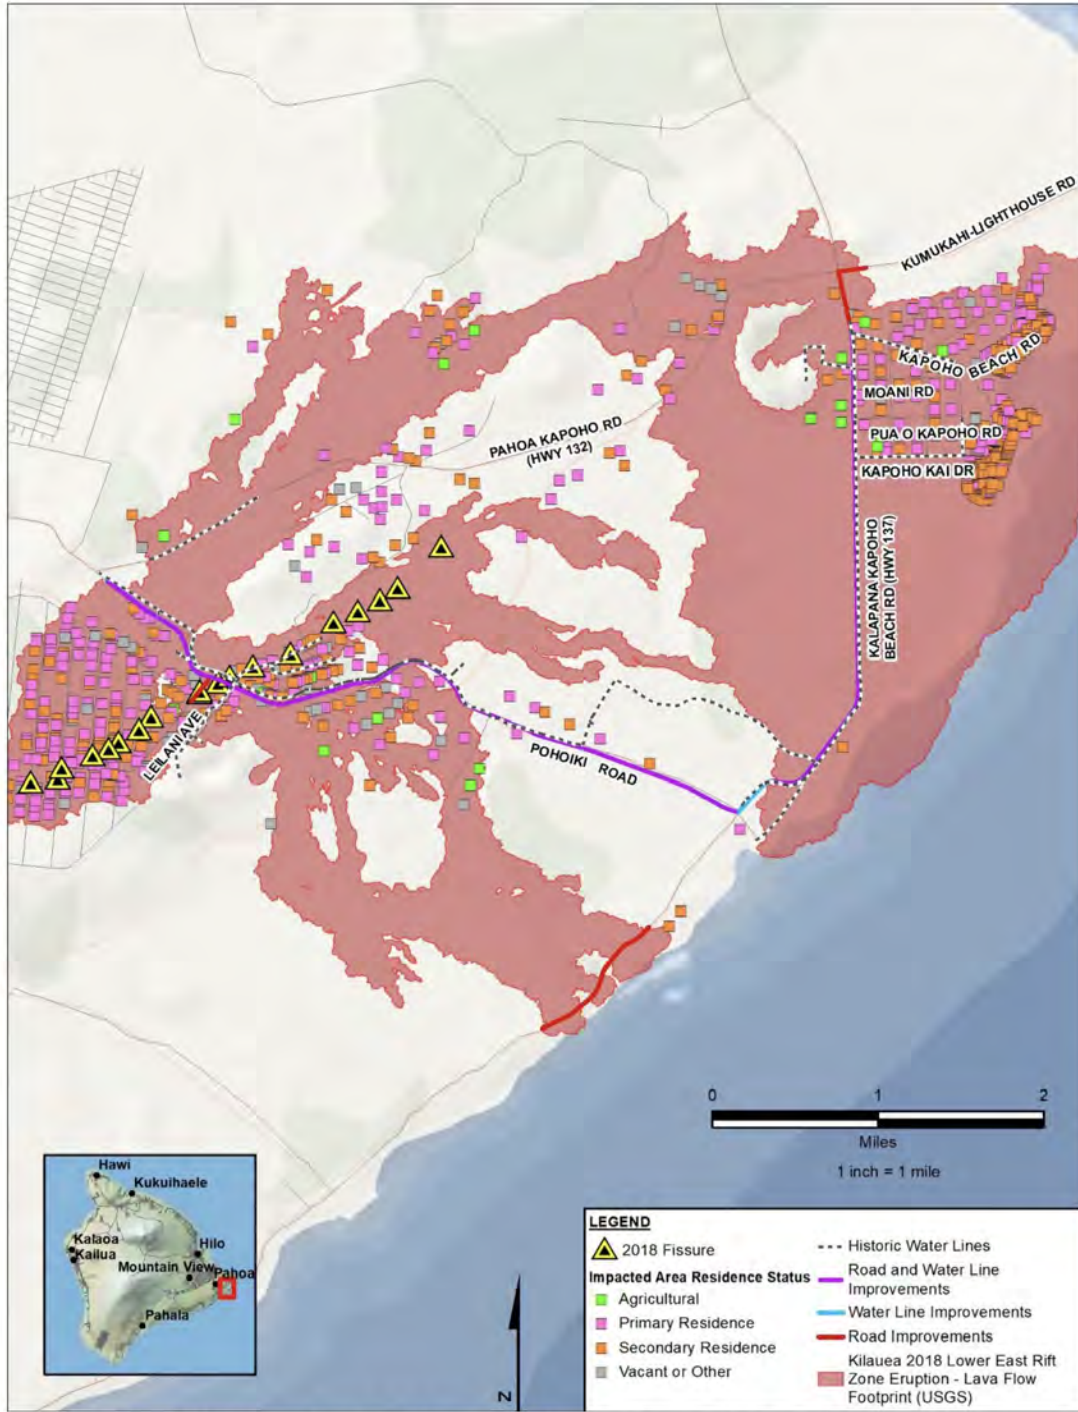 KUMUKAHI-LIGHTHOUSE RD
KAPOHO BEACH RD
MOANI RD
PUA O KAPOHO RD
KAPOHO KAI DR
PAHOA KAPOHO RD
(HWY 132)
KALAPANA KAPOHO
BEACH RD (HWY 137)
LEILANI AVE
POHOIKI ROAD
0 1 2
Miles
1 inch = 1 mile
Hawi
Kukuihaele
Kalaoa
Kailua
Hilo
Mountain View
Pahoa
Pahala
N
LEGEND
2018 Fissure
Impacted Area Residence Status
Agricultural
Primary Residence
Secondary Residence
Vacant or Other
Historic Water Lines
Road and Water Line
Improvements
Water Line Improvements
Road Improvements
Kilauea 2018 Lower East Rift
Zone Eruption - Lava Flow
Footprint (USGS)